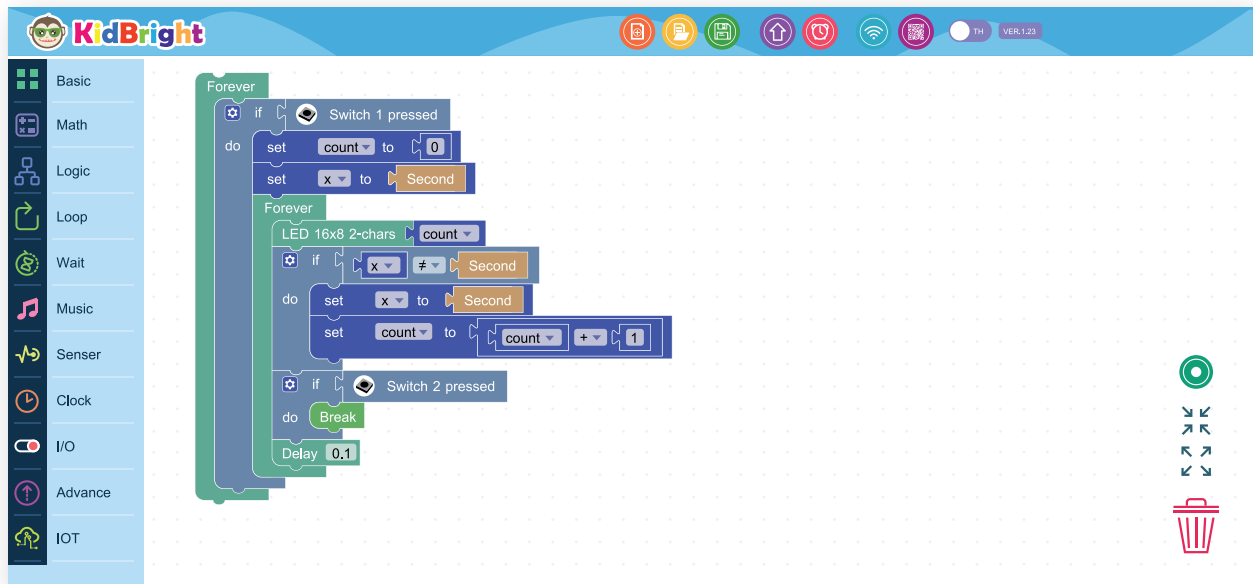 KidBright
TH
VER.1.23
Basic
Math
Logic
Loop
Wait
Music
Senser
Clock
I/O
Advance
IOT
Forever
if Switch 1 pressed
do set count to 0
set x to Second
Forever
LED 16x8 2-chars count
if x ≠ Second
do set x to Second
set count to count + 1
if Switch 2 pressed
do Break
Delay 0.1